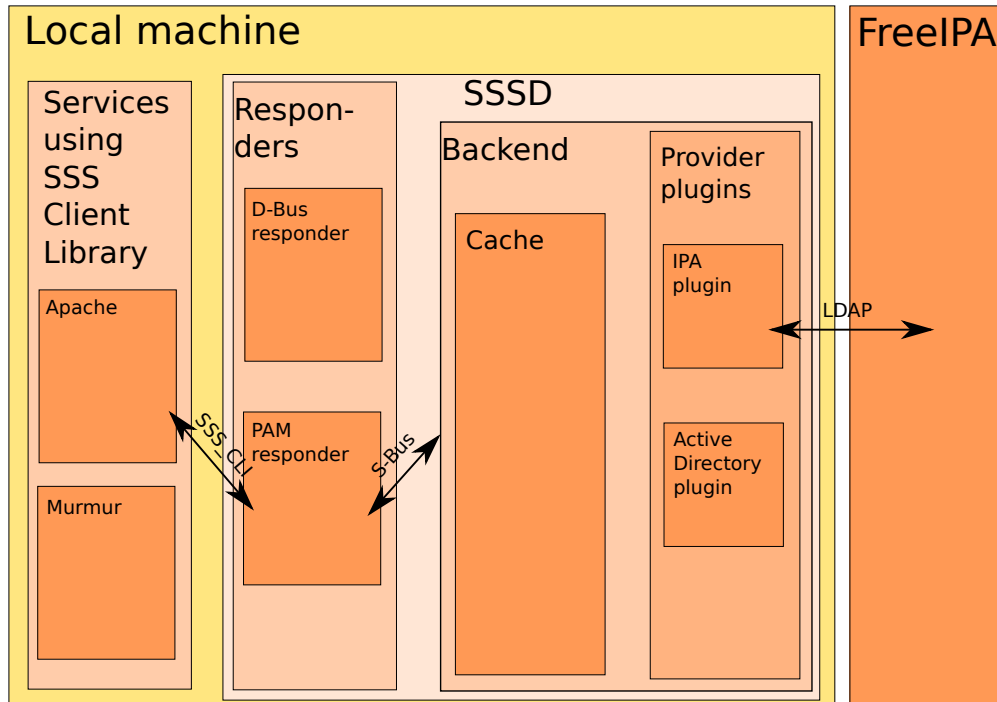 Local machine
FreeIPA
Services
using
SSS
Client
Library
Apache
Murmur
SSS_CLI
SSSD
Respon-
ders
D-Bus
responder
PAM
responder
S-Bus
Backend
Cache
Provider
plugins
IPA
plugin
LDAP
Active
Directory
plugin